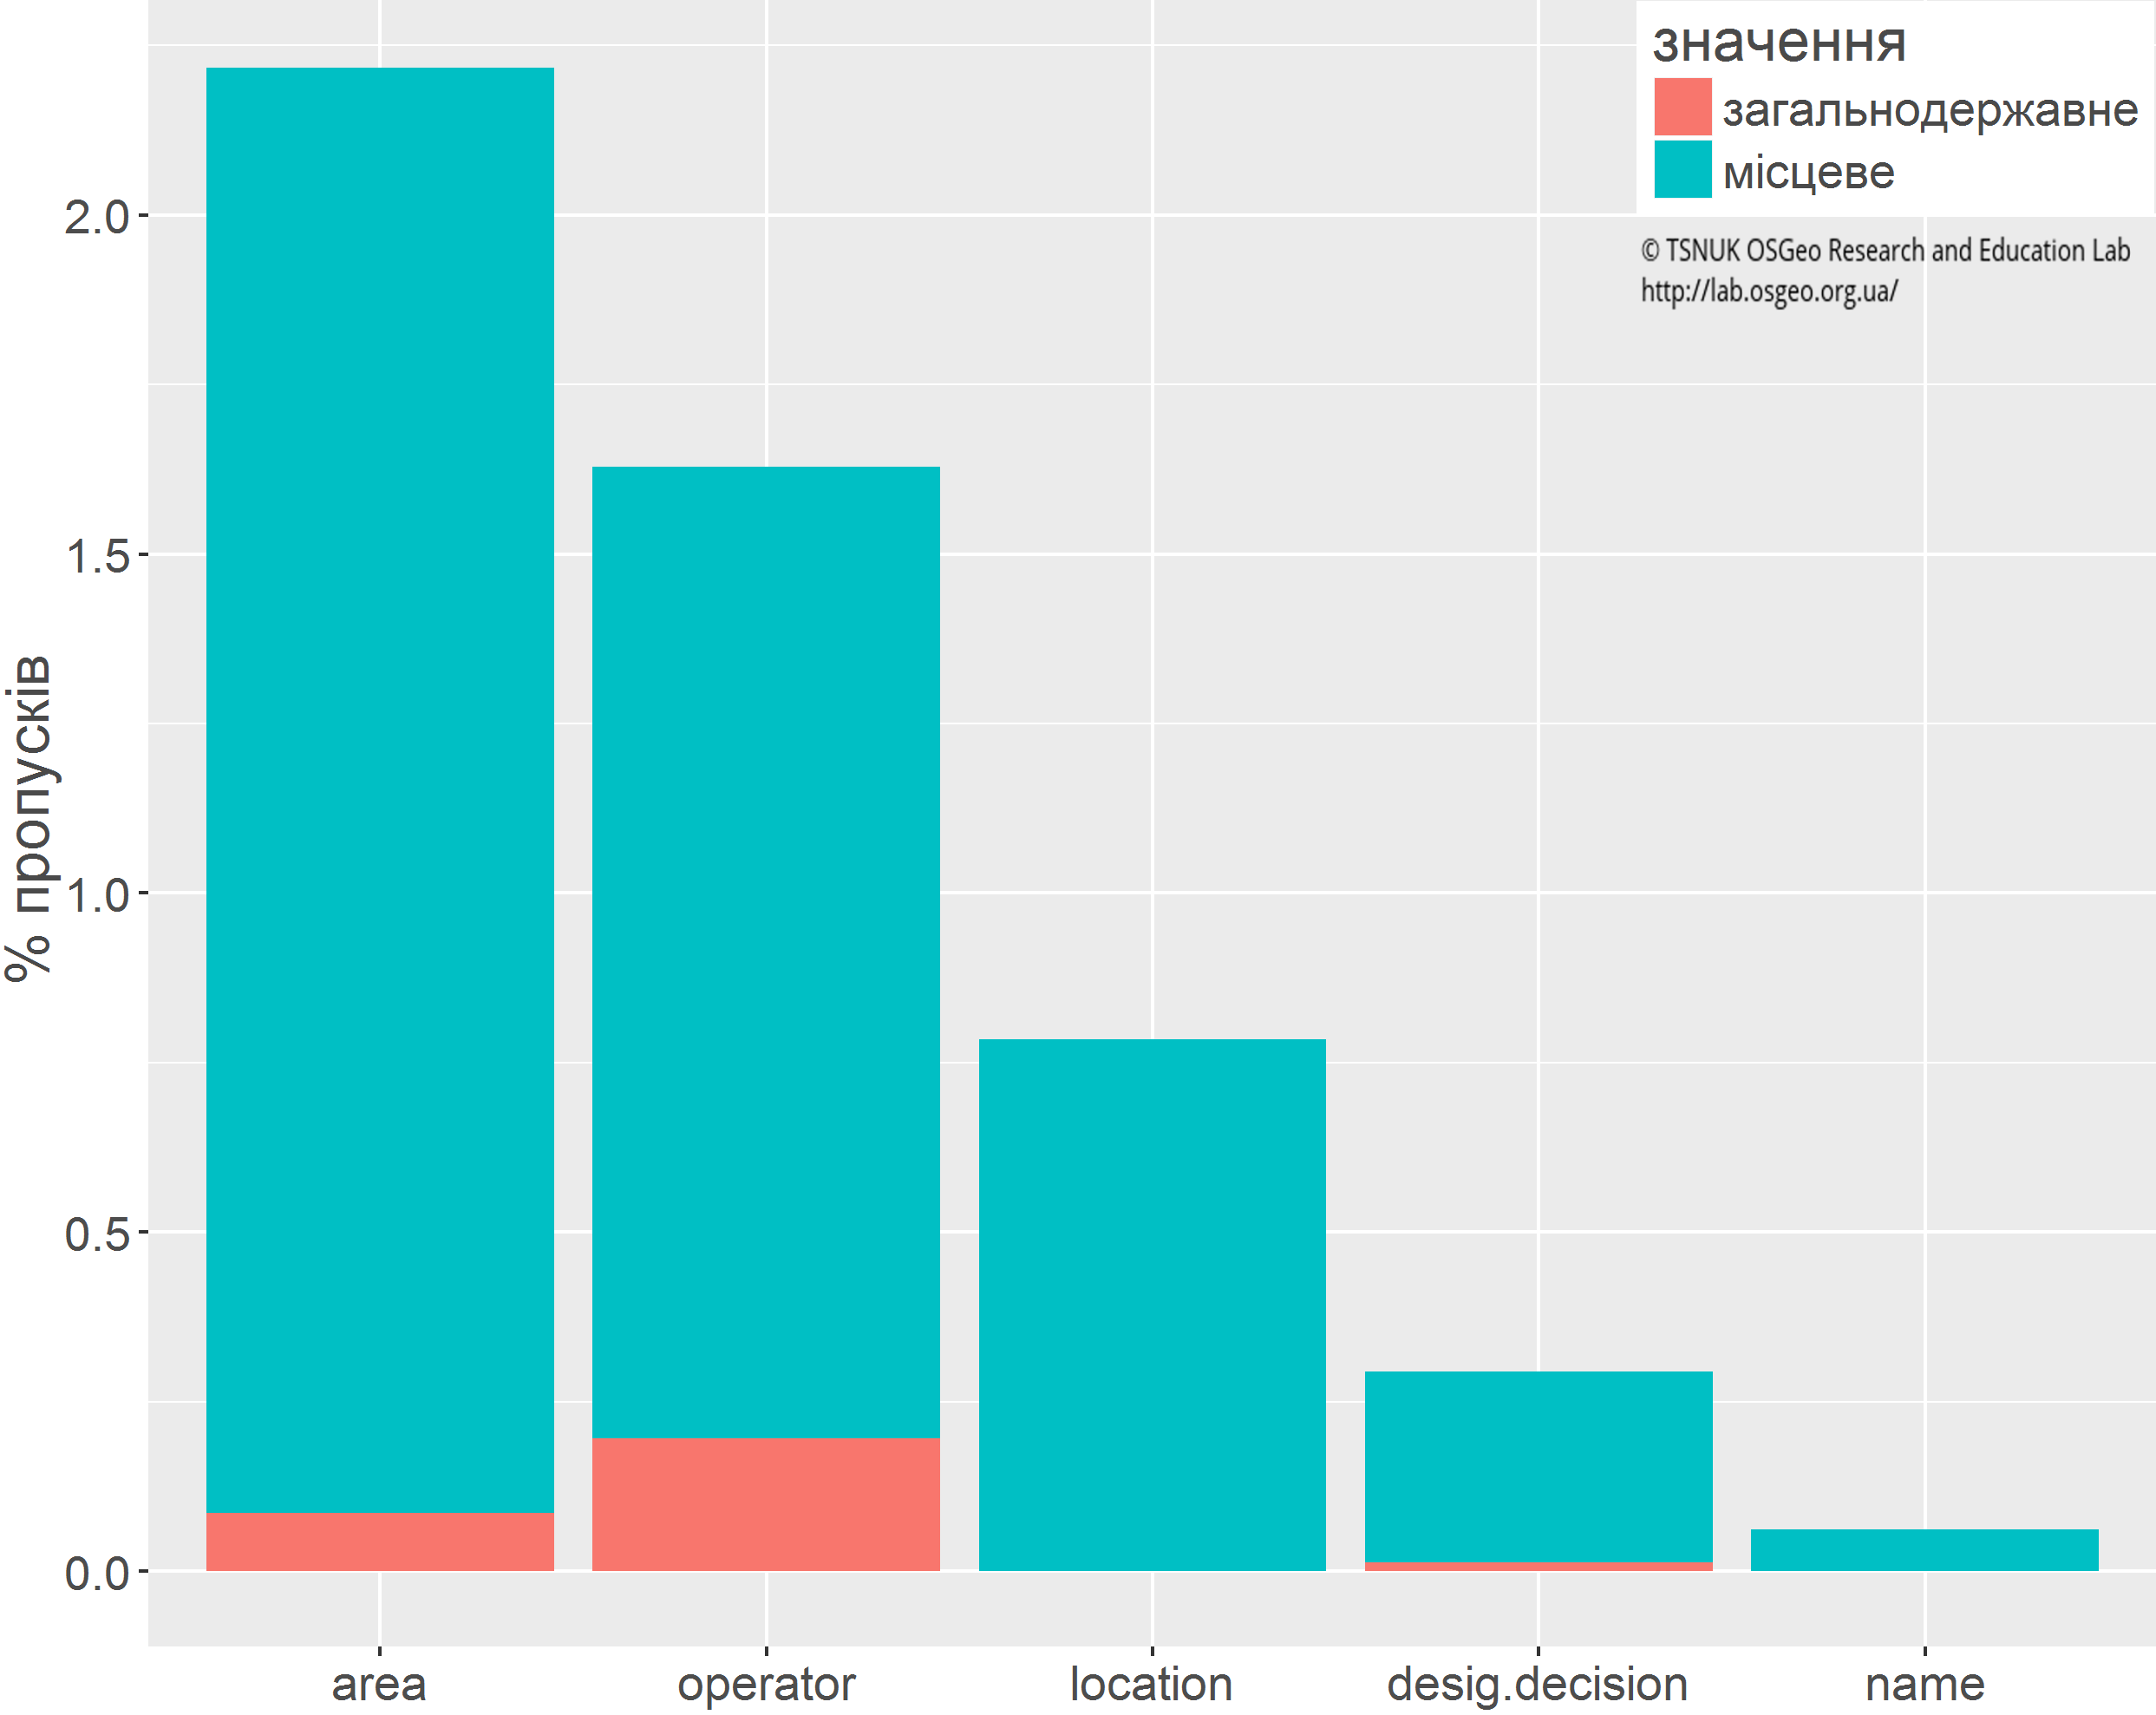 значення
загальнодержавне
місцеве
© TSNUK OSGeo Research and Education Lab
http://lab.osgeo.org.ua/
% пропусків
2.0
1.5
1.0
0.5
0.0
area operator location desig.decision name